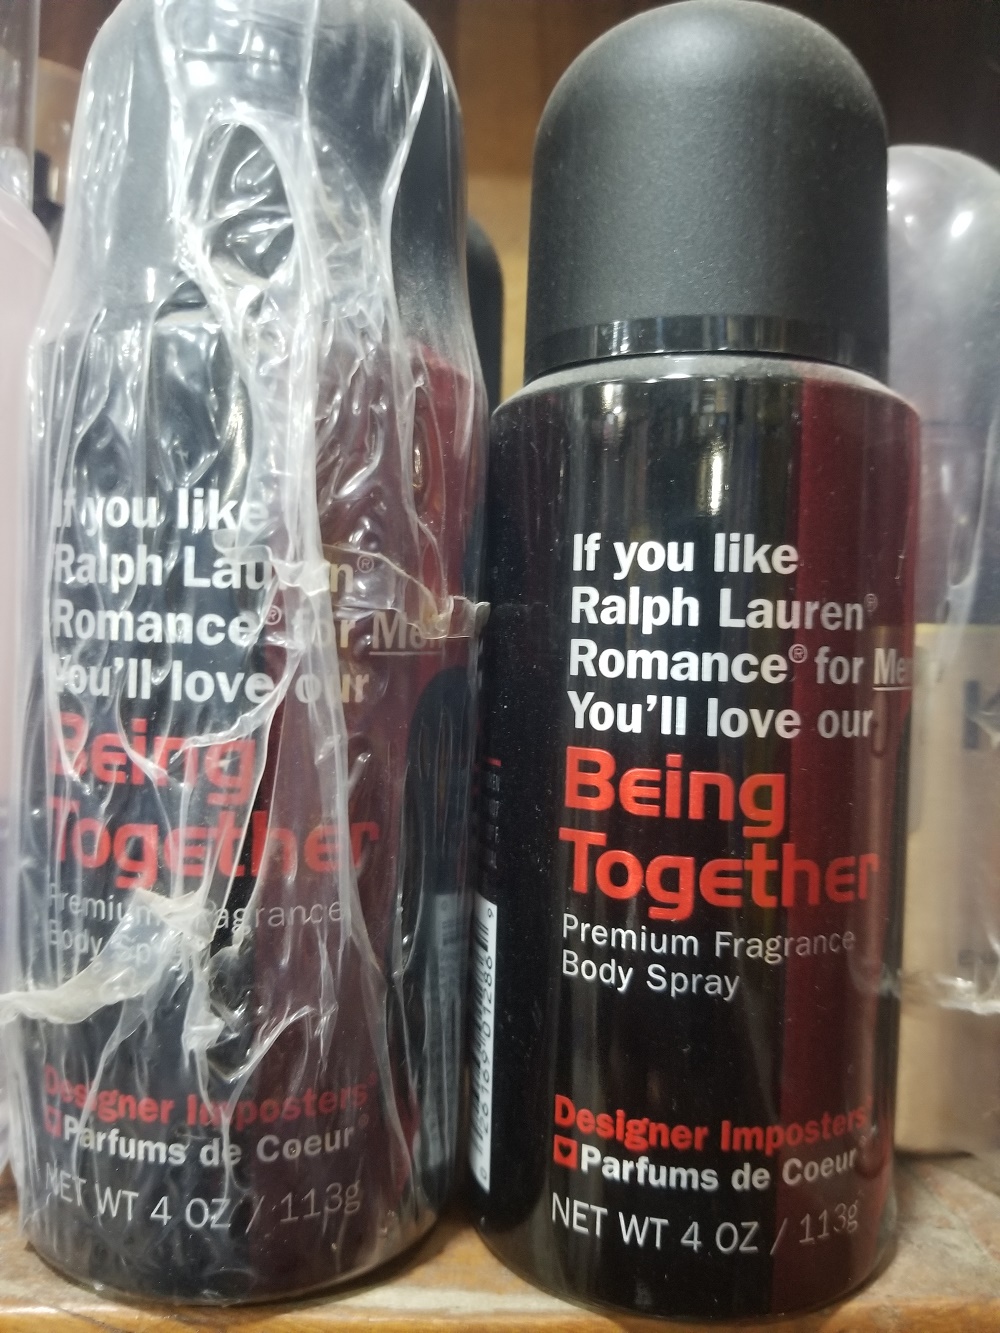 If you like
Ralph Lauren®
Romance® for Men
You'll love our
Being
Together
Premium Fragrance
Body Spray
Designer Imposters®
Parfums de Coeur®
NET WT 4 OZ / 113g
If you like
Ralph Lauren®
Romance® for Men
You'll love our
Being
Together
Premium Fragrance
Body Spray
Designer Imposters
Parfums de Coeur®
NET WT 4 OZ / 113g